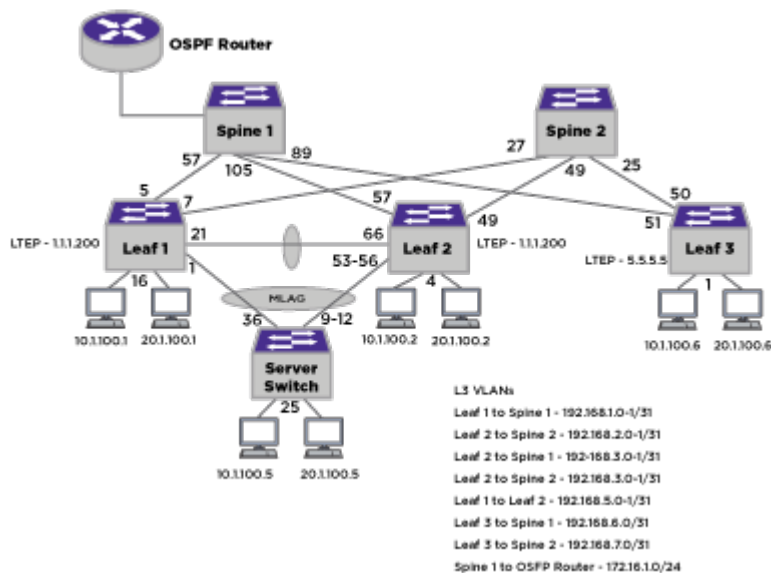 OSPF Router
Spine 1
Spine 2
57
105
89
27
49
25
5
7
57
49
50
51
LTEP - 1.1.1.200
Leaf 1
21
66
Leaf 2
LTEP - 1.1.1.200
Leaf 3
1
53-56
LTEP - 5.5.5.5
16
MLAG
4
1
36
9-12
10.1.100.1
20.1.100.1
10.1.100.2
20.1.100.2
10.1.100.6
20.1.100.6
Server
Switch
25
10.1.100.5
20.1.100.5
L3 VLANs
Leaf 1 to Spine 1 - 192.168.1.0-1/31
Leaf 2 to Spine 2 - 192.168.2.0-1/31
Leaf 2 to Spine 1 - 192-168.3.0-1/31
Leaf 2 to Spine 2 - 192.168.3.0-1/31
Leaf 1 to Leaf 2 - 192.168.5.0-1/31
Leaf 3 to Spine 1 - 192.168.6.0/31
Leaf 3 to Spine 2 - 192.168.7.0/31
Spine 1 to OSFP Router - 172.16.1.0/24